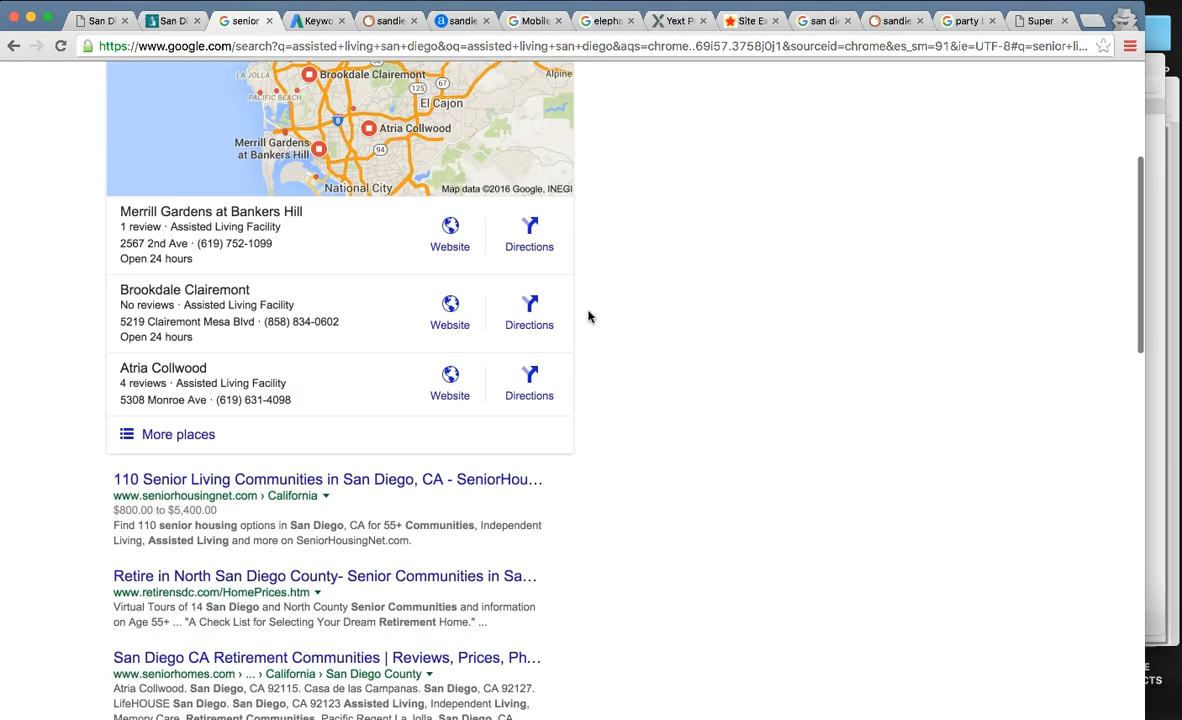 San Di
San D
senior
Keywo
sandie
sandie
Mobile
elepha
Yext P
Site Ex
san die
sandie
party b
Super
https://www.google.com/search?q=assisted+living+san+diego&oq=assisted+living+san+diego&aqs=chrome..69i57.3758j0j1&sourceid=chrome&es_sm=91&ie=UTF-8#q=senior+li...
LA JOLLA
Brookdale Clairemont
Alpine
PACIFIC BEACH
125
67
El Cajon
8
Atria Collwood
Merrill Gardens
at Bankers Hill
94
National City
Map data ©2016 Google, INEGI
Merrill Gardens at Bankers Hill
1 review · Assisted Living Facility
2567 2nd Ave · (619) 752-1099
Open 24 hours
Website
Directions
Brookdale Clairemont
No reviews · Assisted Living Facility
5219 Clairemont Mesa Blvd · (858) 834-0602
Open 24 hours
Website
Directions
Atria Collwood
4 reviews · Assisted Living Facility
5308 Monroe Ave · (619) 631-4098
Website
Directions
More places
110 Senior Living Communities in San Diego, CA - SeniorHou...
www.seniorhousingnet.com › California
$800.00 to $5,400.00
Find 110 senior housing options in San Diego, CA for 55+ Communities, Independent
Living, Assisted Living and more on SeniorHousingNet.com.
Retire in North San Diego County- Senior Communities in Sa...
www.retirensdc.com/HomePrices.htm
Virtual Tours of 14 San Diego and North County Senior Communities and information
on Age 55+ ... "A Check List for Selecting Your Dream Retirement Home." ...
San Diego CA Retirement Communities | Reviews, Prices, Ph...
www.seniorhomes.com › ... › California › San Diego County
Atria Collwood. San Diego, CA 92115. Casa de las Campanas. San Diego, CA 92127.
LifeHOUSE San Diego. San Diego, CA 92123 Assisted Living, Independent Living,
Memory Care, Retirement Communities. Pacific Regent La Jolla. San Diego, CA